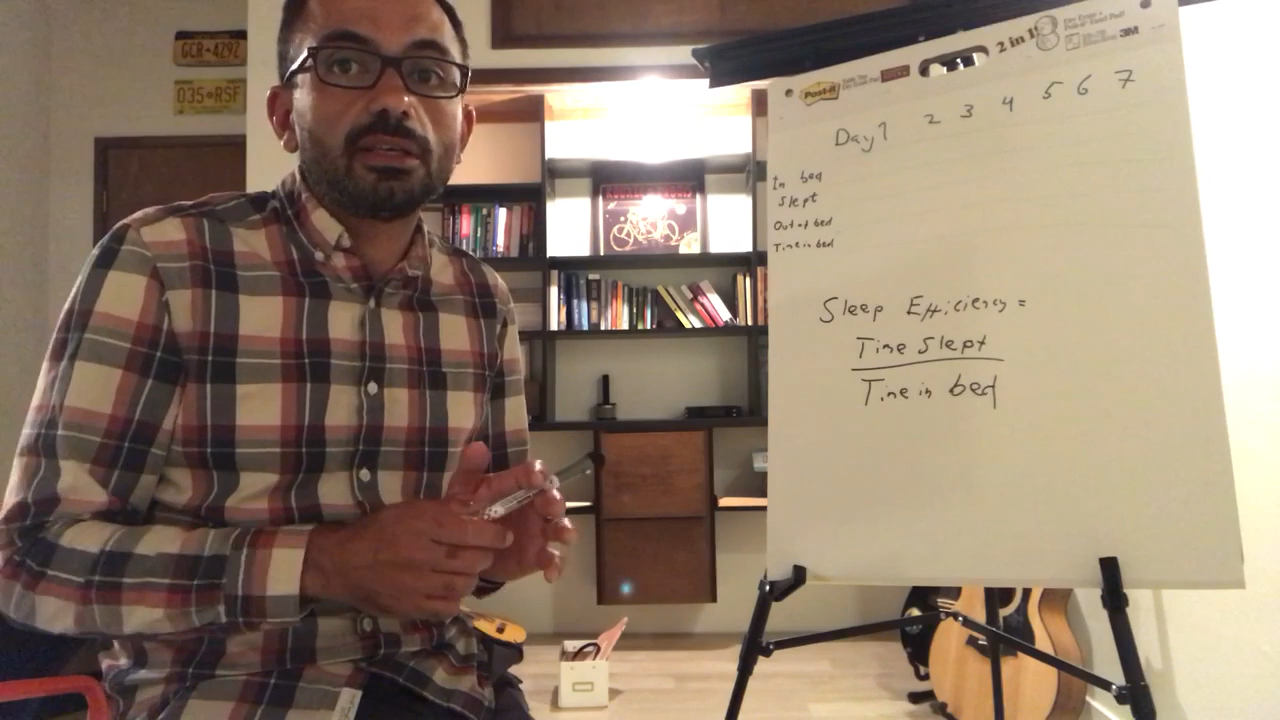 GCR-4292
035 RSF
Post-it
2 in 1
3M
Day 1 2 3 4 5 6 7
In bed
Slept
Out of bed
Time in bed
Sleep Efficiency =
Time Slept
Time in bed